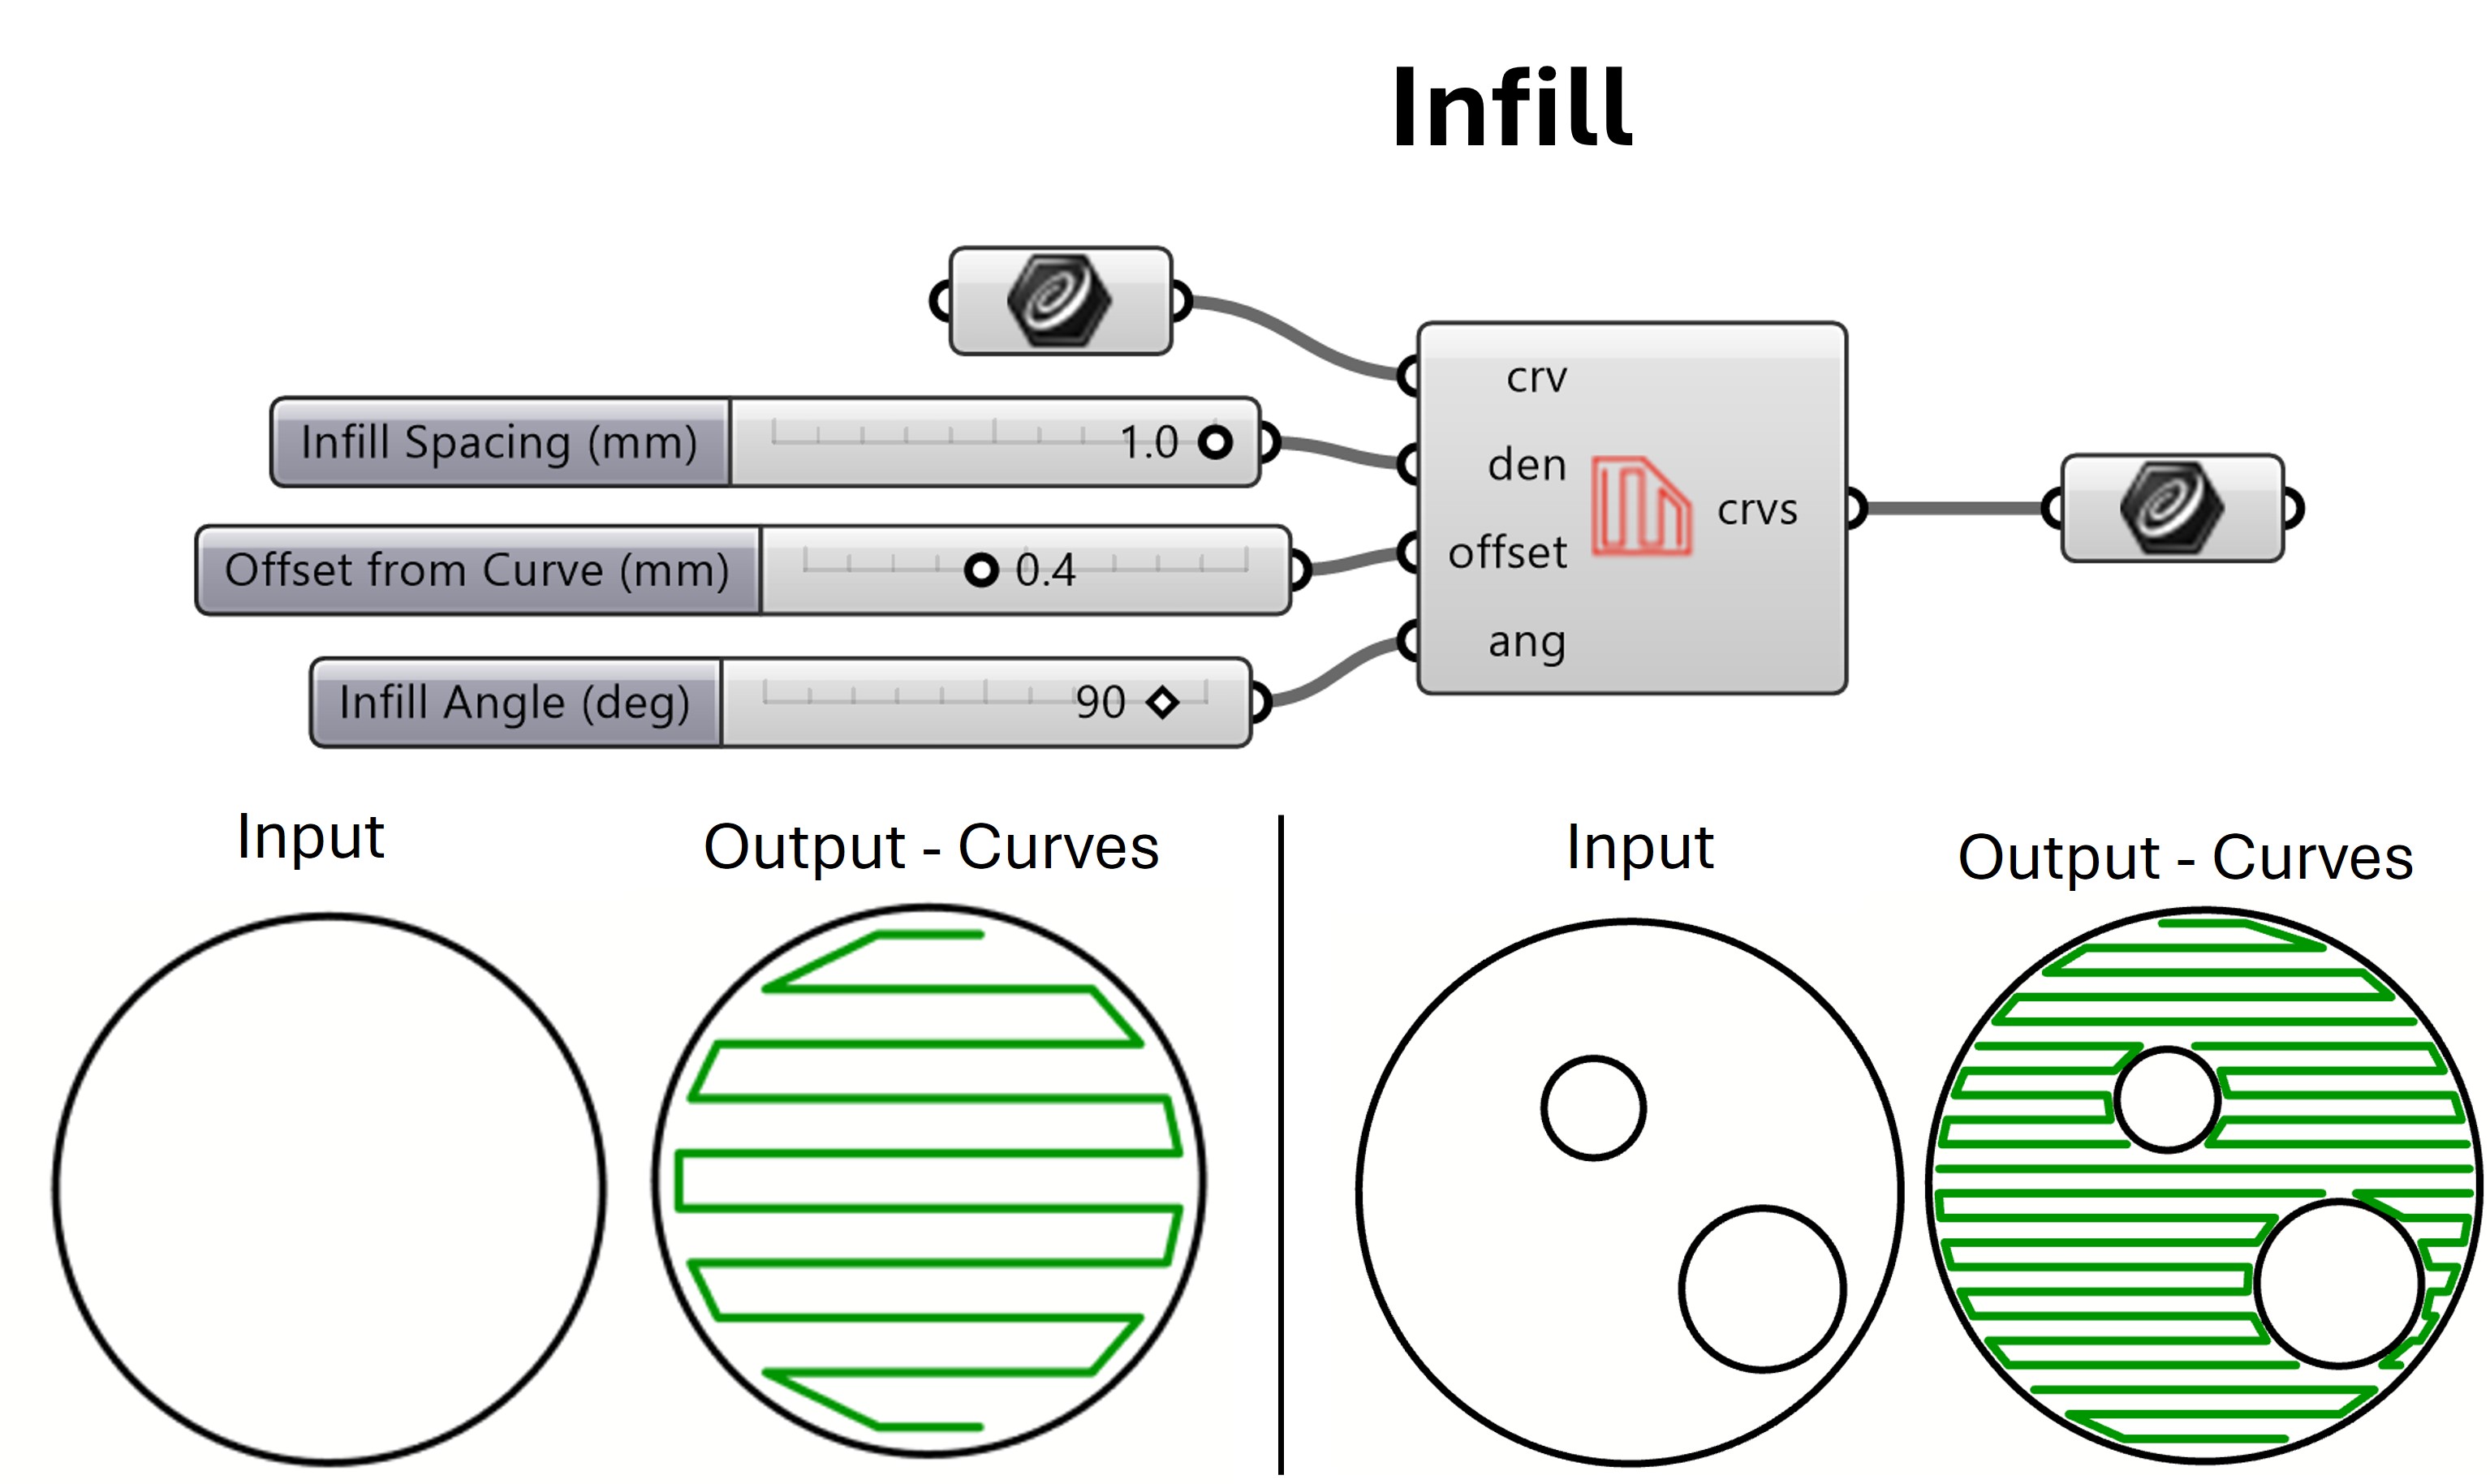 Infill
crv
Infill Spacing (mm) 1.0
den
crvs
Offset from Curve (mm) 0.4
offset
Infill Angle (deg) 90
ang
Input
Output - Curves
Input
Output - Curves